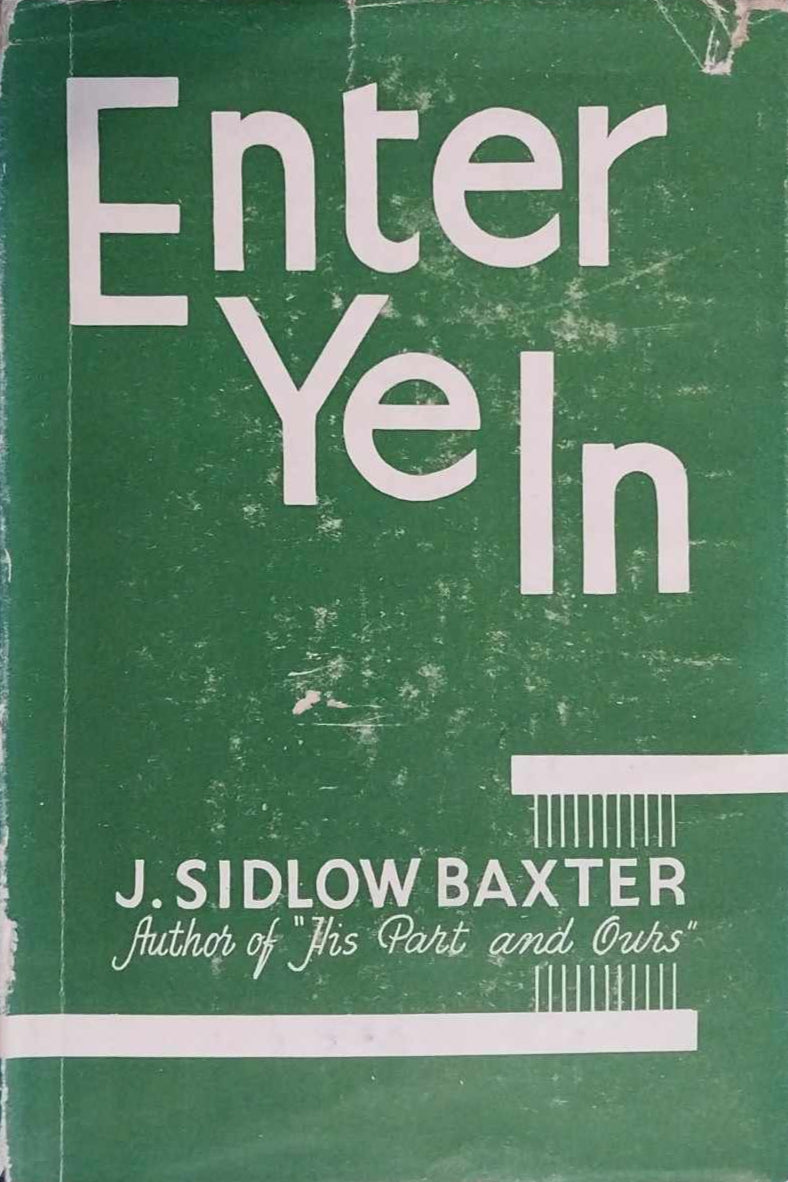 Enter
Ye In
J. SIDLOW BAXTER
Author of "His Part and Ours"